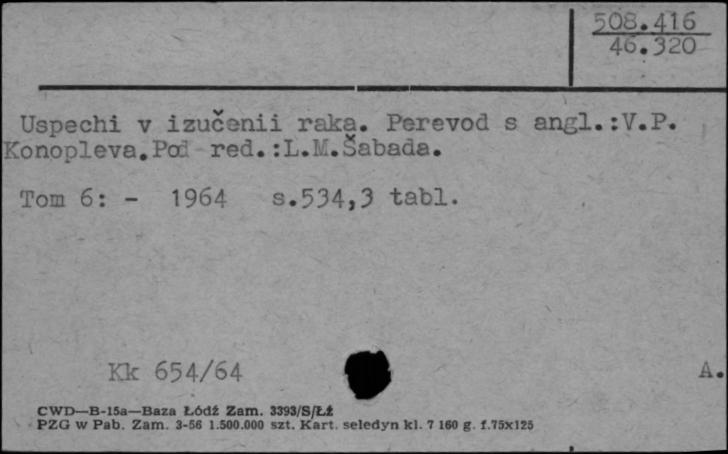 508.416
46.320
Uspechi v izučenii raka. Perevod s angl.:V.P.
Konopleva.Pod red.:L.M.Šabada.
Tom 6: - 1964 s.534,3 tabl.
Kk 654/64
A.
CWD—B-15a—Baza Łódź Zam. 3393/S/Łź
PZG w Pab. Zam. 3-56 1.500.000 szt. Kart. seledyn kl. 7 160 g. f.75x125